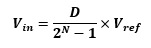 V_in = D / (2^N − 1) × V_ref